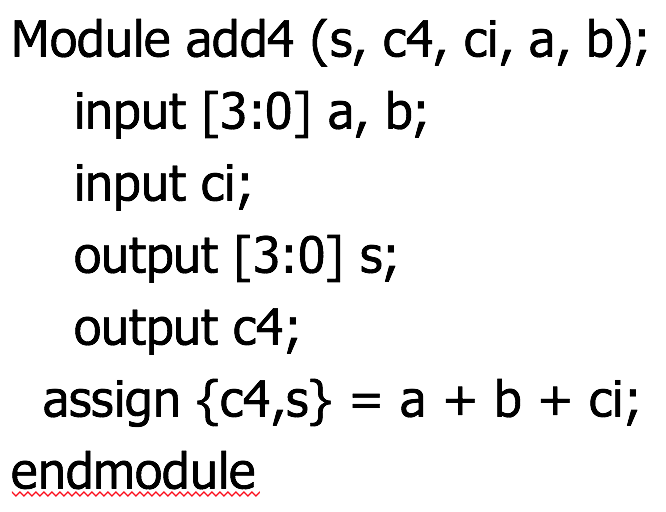 Module add4 (s, c4, ci, a, b);
input [3:0] a, b;
input ci;
output [3:0] s;
output c4;
assign {c4,s} = a + b + ci;
endmodule